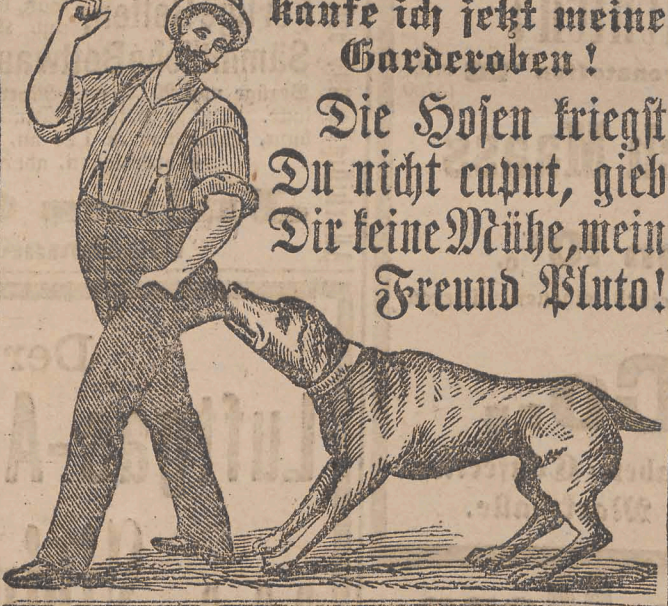 kaufe ich jetzt meine
Garderoben!
Die Hosen kriegst
Du nicht caput, gieb
Dir keine Mühe, mein
Freund Pluto!